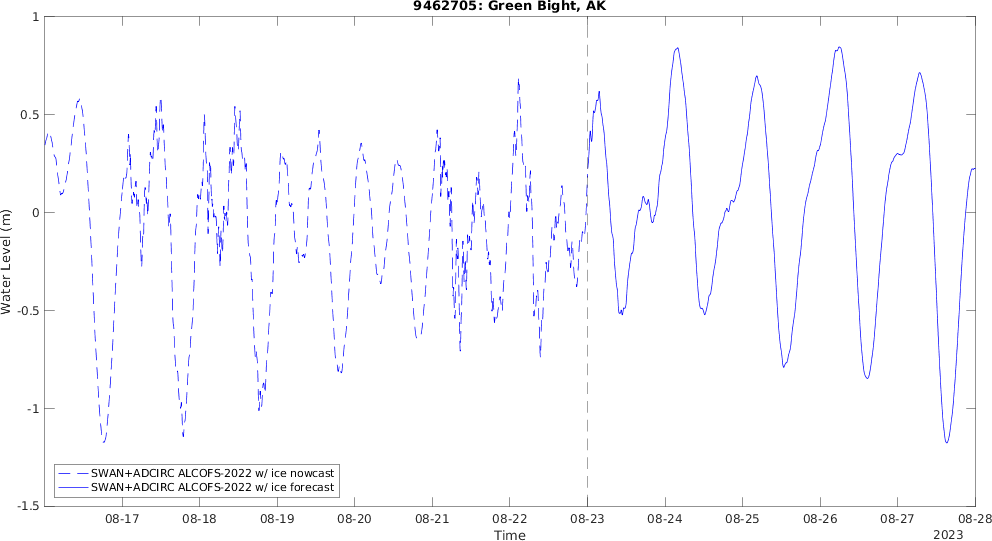 9462705: Green Bight, AK
1
0.5
0
-0.5
-1
-1.5
Water Level (m)
SWAN+ADCIRC ALCOFS-2022 w/ ice nowcast
SWAN+ADCIRC ALCOFS-2022 w/ ice forecast
08-17 08-18 08-19 08-20 08-21 08-22 08-23 08-24 08-25 08-26 08-27 08-28
Time
2023